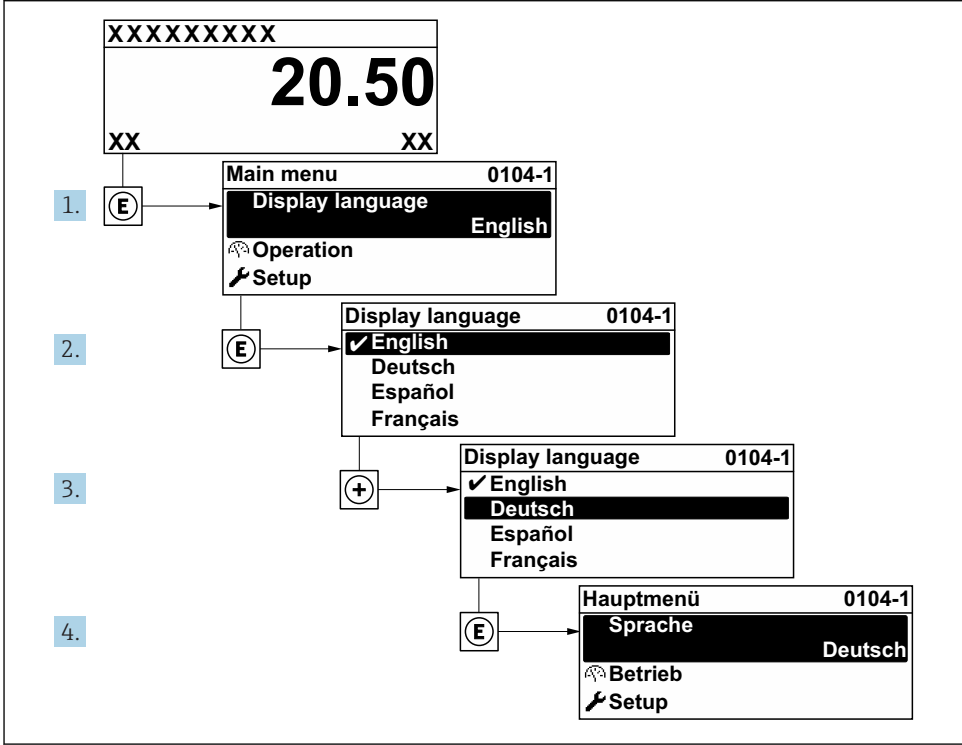 XXXXXXXXX
20.50
XX XX
1.
E
Main menu 0104-1
Display language
English
Operation
Setup
2.
E
Display language 0104-1
✔English
Deutsch
Español
Français
3.
+
Display language 0104-1
✔English
Deutsch
Español
Français
4.
E
Hauptmenü 0104-1
Sprache
Deutsch
Betrieb
Setup